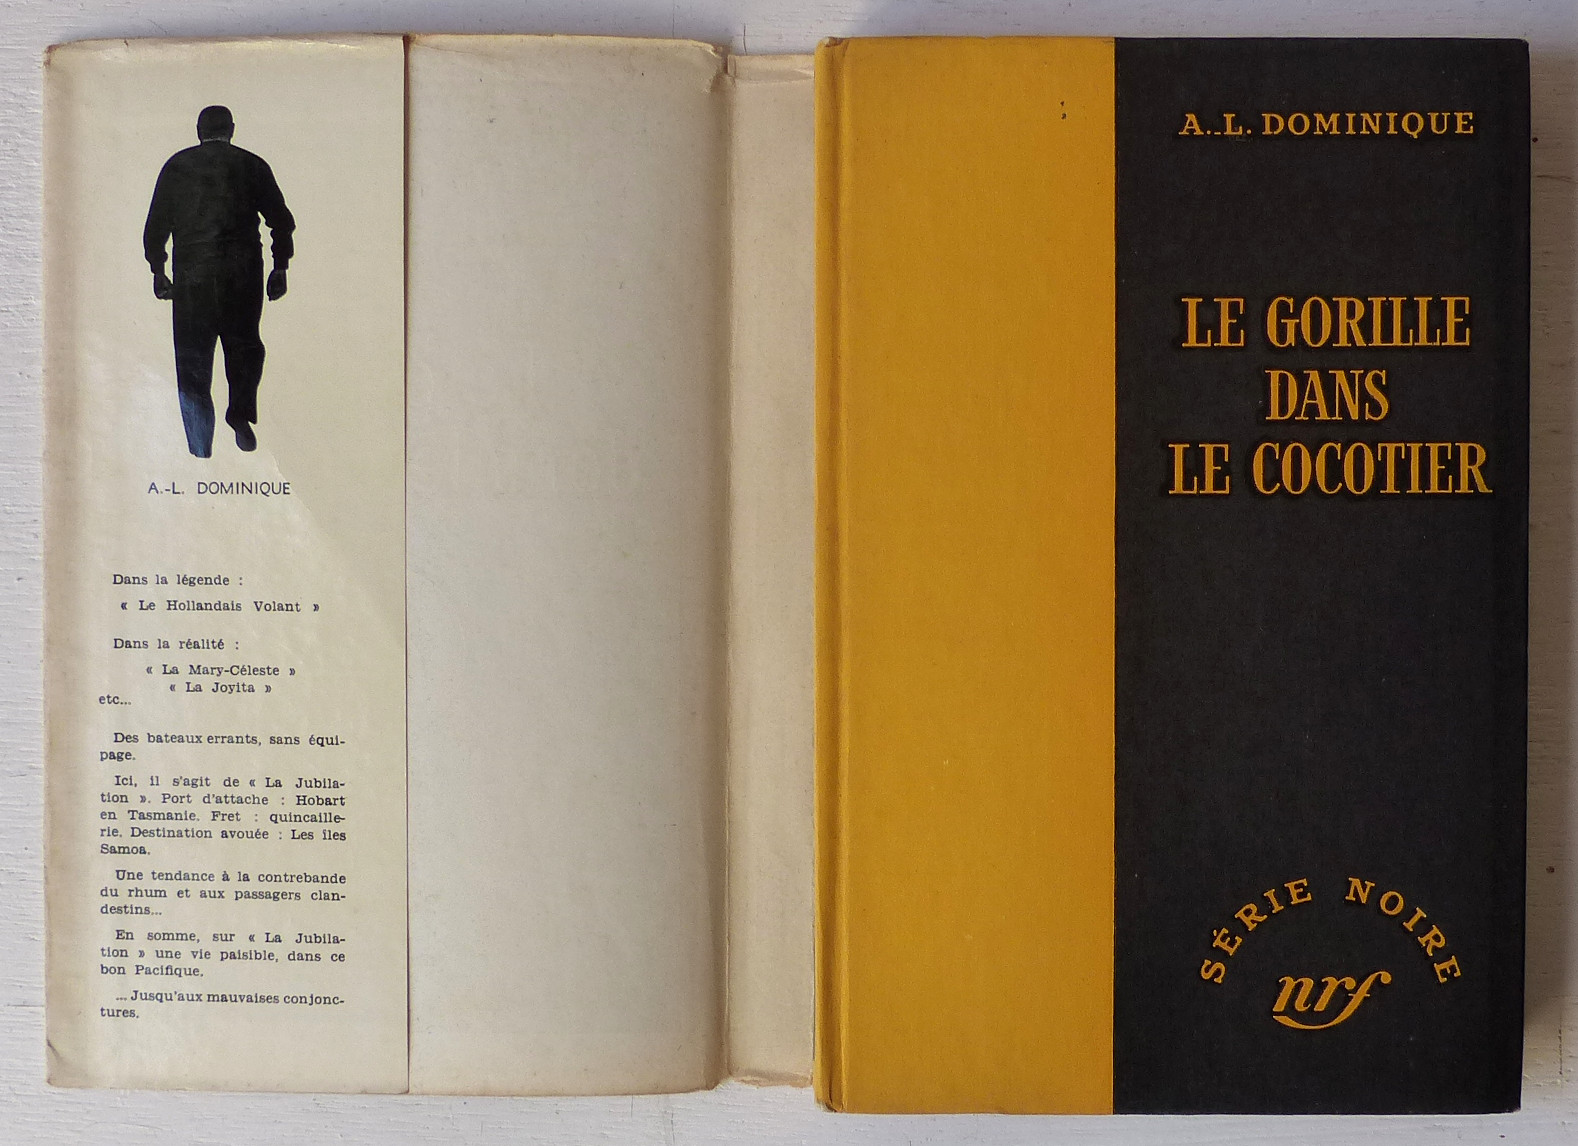 A.-L. DOMINIQUE
Dans la légende :
« Le Hollandais Volant »
Dans la réalité :
« La Mary-Céleste »
« La Joyita »
etc...
Des bateaux errants, sans équi-
page.
Ici, il s'agit de « La Jubila-
tion ». Port d'attache : Hobart
en Tasmanie. Fret : quincaille-
rie. Destination avouée : Les îles
Samoa.
Une tendance à la contrebande
du rhum et aux passagers clan-
destins...
En somme, sur « La Jubila-
tion » une vie paisible, dans ce
bon Pacifique.
... Jusqu'aux mauvaises conjonc-
tures.
A.-L. DOMINIQUE
LE GORILLE
DANS
LE COCOTIER
SÉRIE NOIRE
nrf